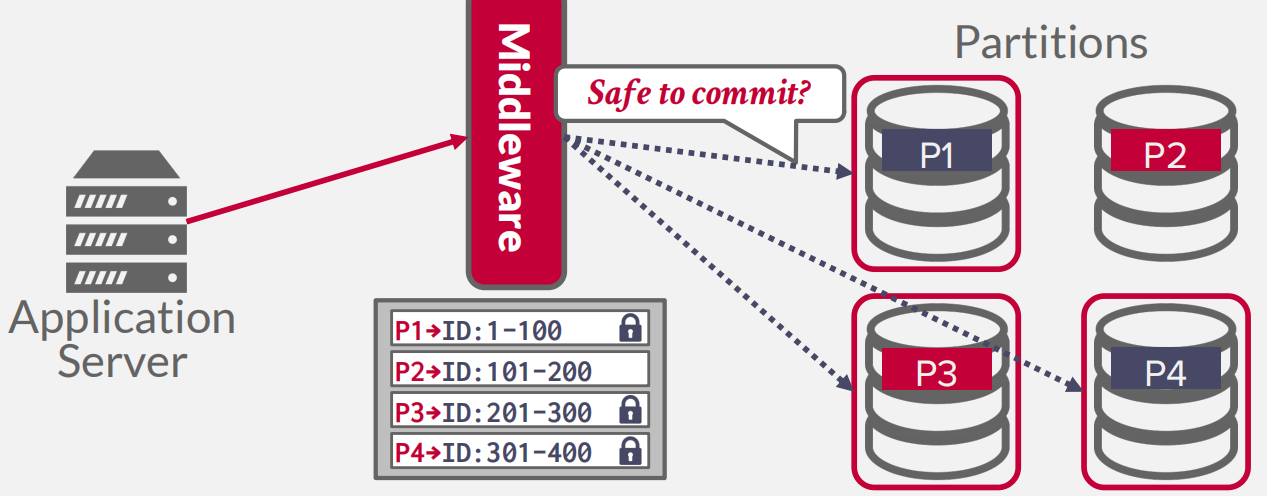 Partitions
Middleware
Safe to commit?
P1
P2
Application
Server
P1→ID:1-100
P2→ID:101-200
P3→ID:201-300
P4→ID:301-400
P3
P4